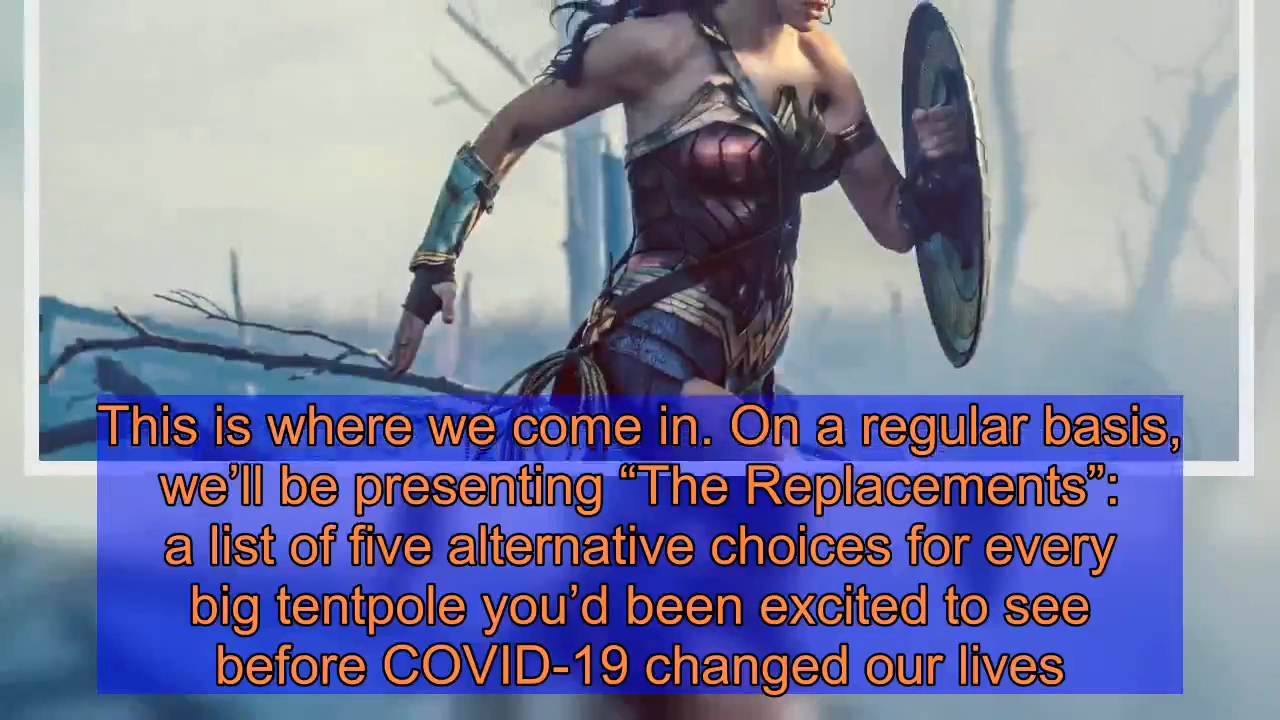 This is where we come in. On a regular basis,
we’ll be presenting “The Replacements”:
a list of five alternative choices for every
big tentpole you’d been excited to see
before COVID-19 changed our lives